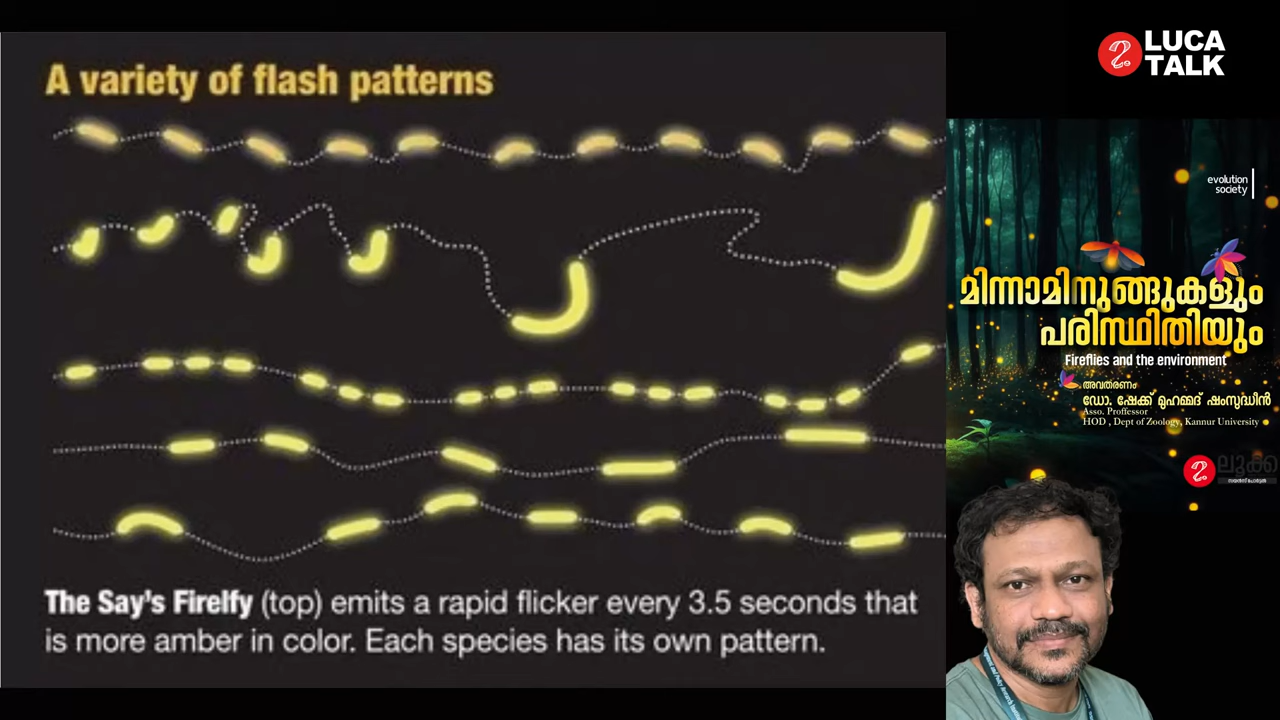 A variety of flash patterns
The Say's Firelfy (top) emits a rapid flicker every 3.5 seconds that
is more amber in color. Each species has its own pattern.
LUCA
TALK
evolution
society
മിന്നാമിനുങ്ങുകളും
പരിസ്ഥിതിയും
Fireflies and the environment
അവതരണം
ഡോ. ഷേക്ക് മുഹമ്മദ് ഷംസുദ്ധീൻ
Asso. Proffessor
HOD , Dept of Zoology, Kannur University
ലൂക്ക